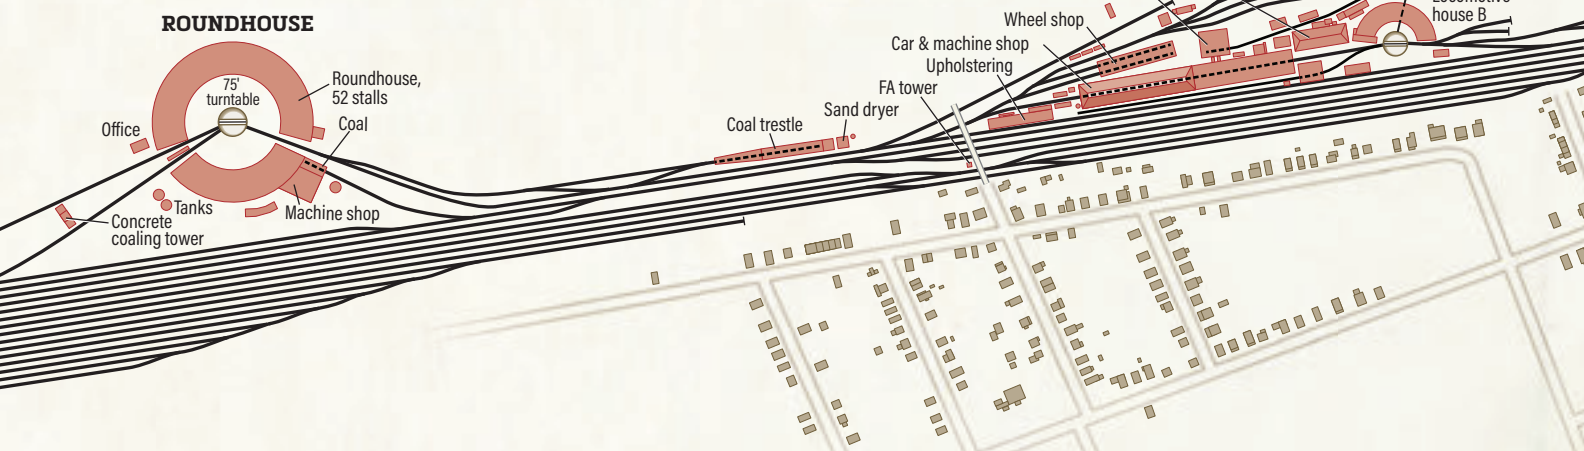 ROUNDHOUSE
75'
turntable
Roundhouse,
52 stalls
Office
Coal
Tanks
Machine shop
Concrete
coaling tower
Coal trestle
Sand dryer
FA tower
Upholstering
Car & machine shop
Wheel shop
Locomotive
house B